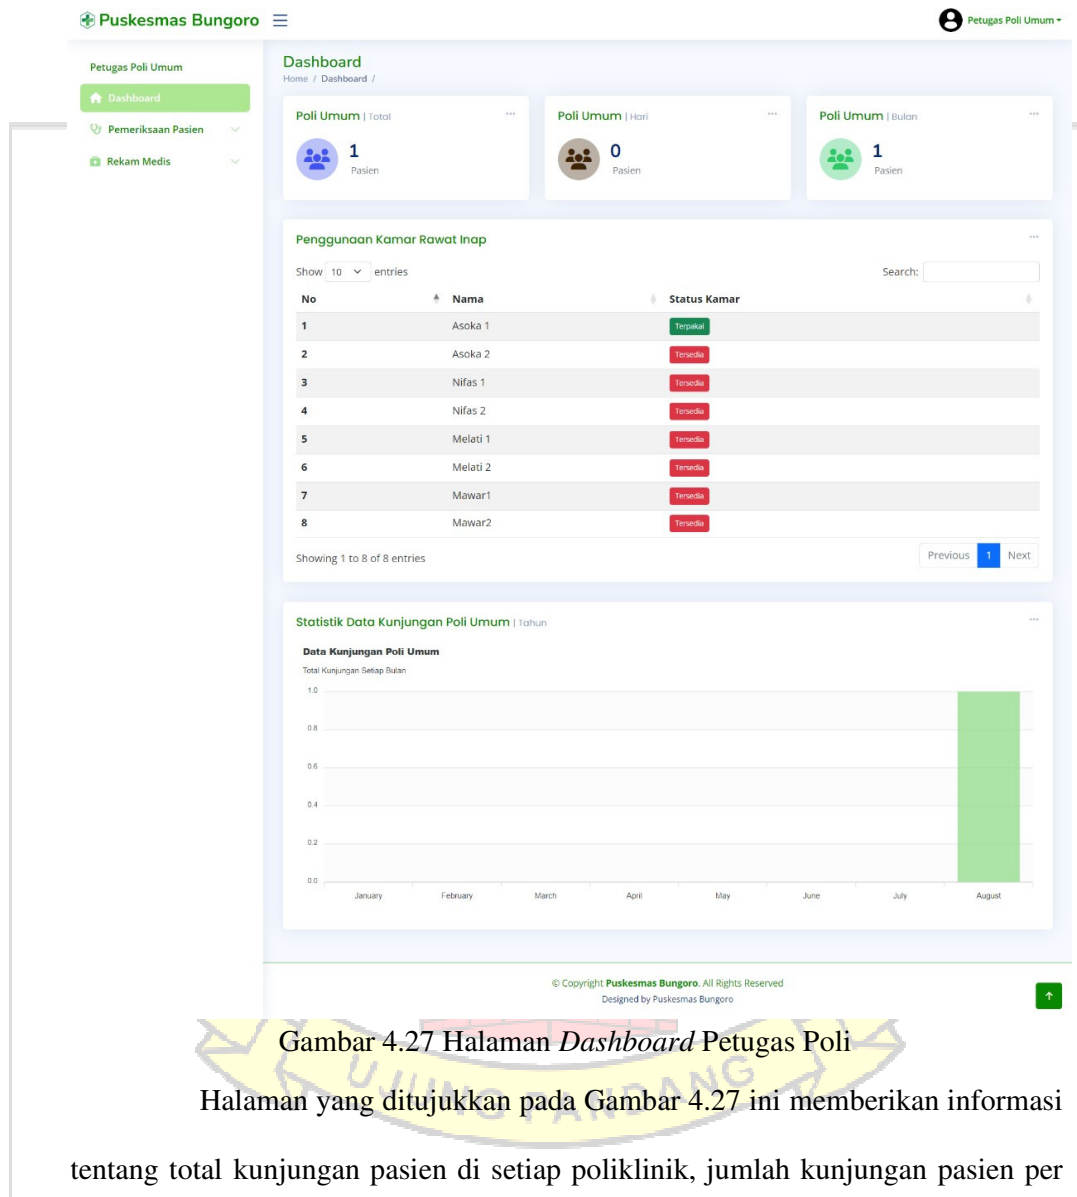 Puskesmas Bungoro
Petugas Poli Umum
Petugas Poli Umum
Dashboard
Pemeriksaan Pasien
Rekam Medis
Dashboard
Home / Dashboard /
Poli Umum | Total
1
Pasien
Poli Umum | Hari
0
Pasien
Poli Umum | Bulan
1
Pasien
Penggunaan Kamar Rawat Inap
Show 10 entries
Search:
No Nama Status Kamar
1 Asoka 1 Terpakai
2 Asoka 2 Tersedia
3 Nifas 1 Tersedia
4 Nifas 2 Tersedia
5 Melati 1 Tersedia
6 Melati 2 Tersedia
7 Mawar1 Tersedia
8 Mawar2 Tersedia
Showing 1 to 8 of 8 entries
Previous 1 Next
Statistik Data Kunjungan Poli Umum | Tahun
Data Kunjungan Poli Umum
Total Kunjungan Setiap Bulan
1.0
0.8
0.6
0.4
0.2
0.0
January February March April May June July August
© Copyright Puskesmas Bungoro. All Rights Reserved
Designed by Puskesmas Bungoro
Gambar 4.27 Halaman Dashboard Petugas Poli
UJUNG PANDANG
Halaman yang ditujukkan pada Gambar 4.27 ini memberikan informasi
tentang total kunjungan pasien di setiap poliklinik, jumlah kunjungan pasien per